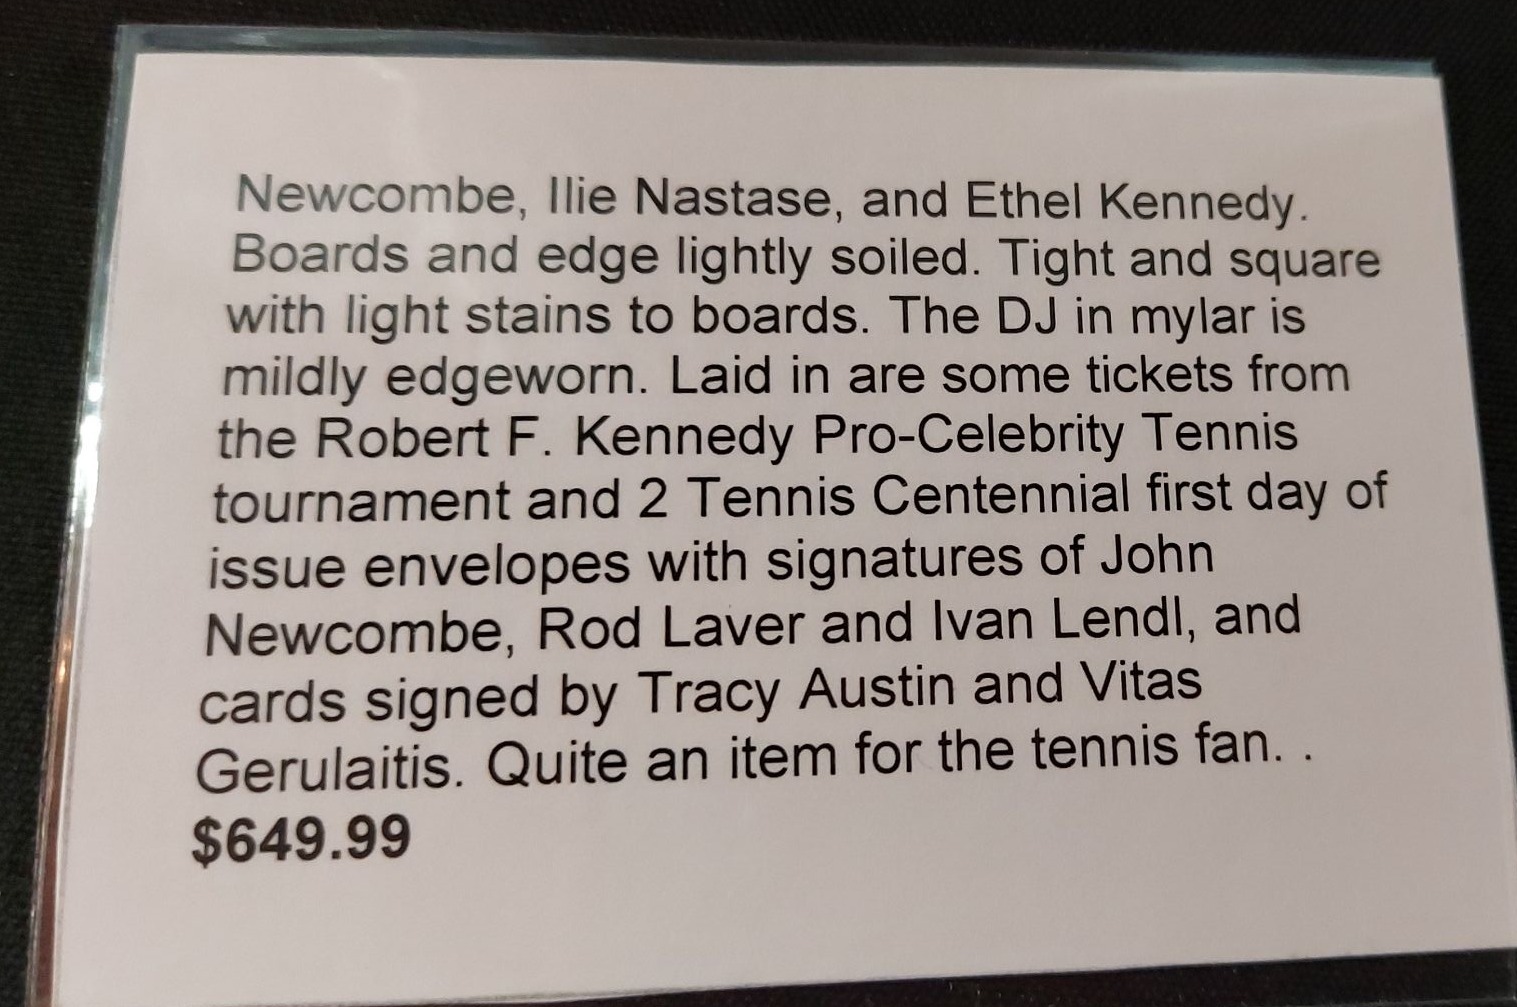 Newcombe, Ilie Nastase, and Ethel Kennedy.
Boards and edge lightly soiled. Tight and square
with light stains to boards. The DJ in mylar is
mildly edgeworn. Laid in are some tickets from
the Robert F. Kennedy Pro-Celebrity Tennis
tournament and 2 Tennis Centennial first day of
issue envelopes with signatures of John
Newcombe, Rod Laver and Ivan Lendl, and
cards signed by Tracy Austin and Vitas
Gerulaitis. Quite an item for the tennis fan. .
$649.99